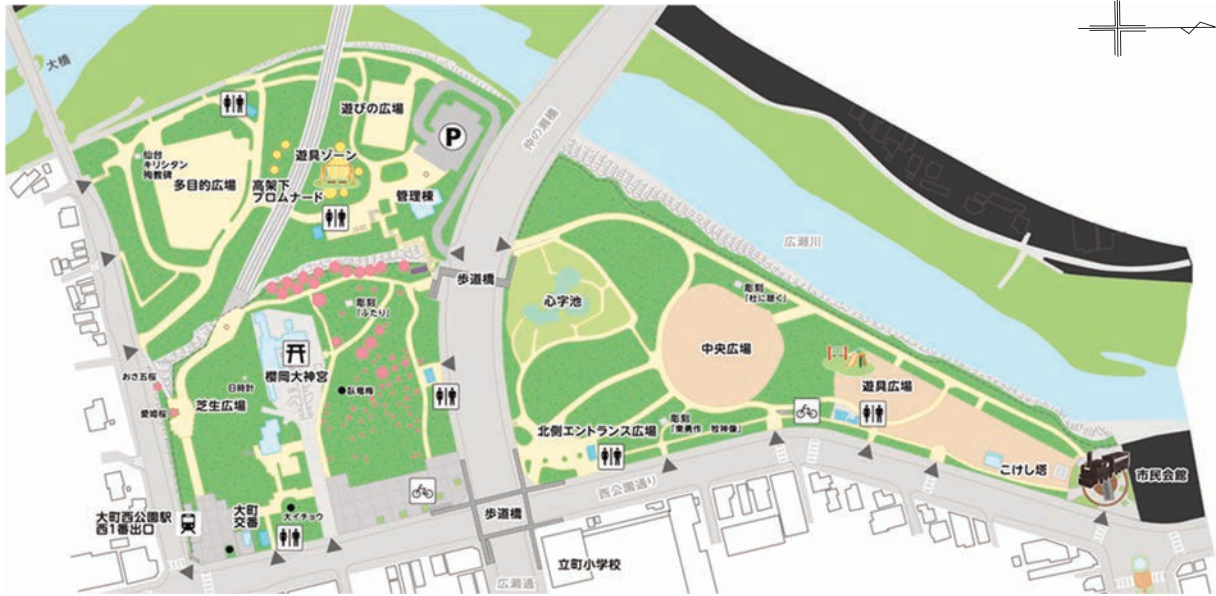 大橋
仙台
キリシタン
殉教碑
多目的広場
遊びの広場
遊具ゾーン
高架下
プロムナード
管理棟
P
仲の瀬橋
広瀬川
歩道橋
心字池
彫刻
「杜に聴く」
中央広場
彫刻
「ふたり」
櫻岡大神宮
臥竜梅
日時計
芝生広場
おさ五桜
愛姫桜
遊具広場
彫刻
「東勇作 牧神像」
北側エントランス広場
こけし塔
市民会館
西公園通り
大町西公園駅
西1番出口
大町
交番
大イチョウ
歩道橋
立町小学校
広瀬通